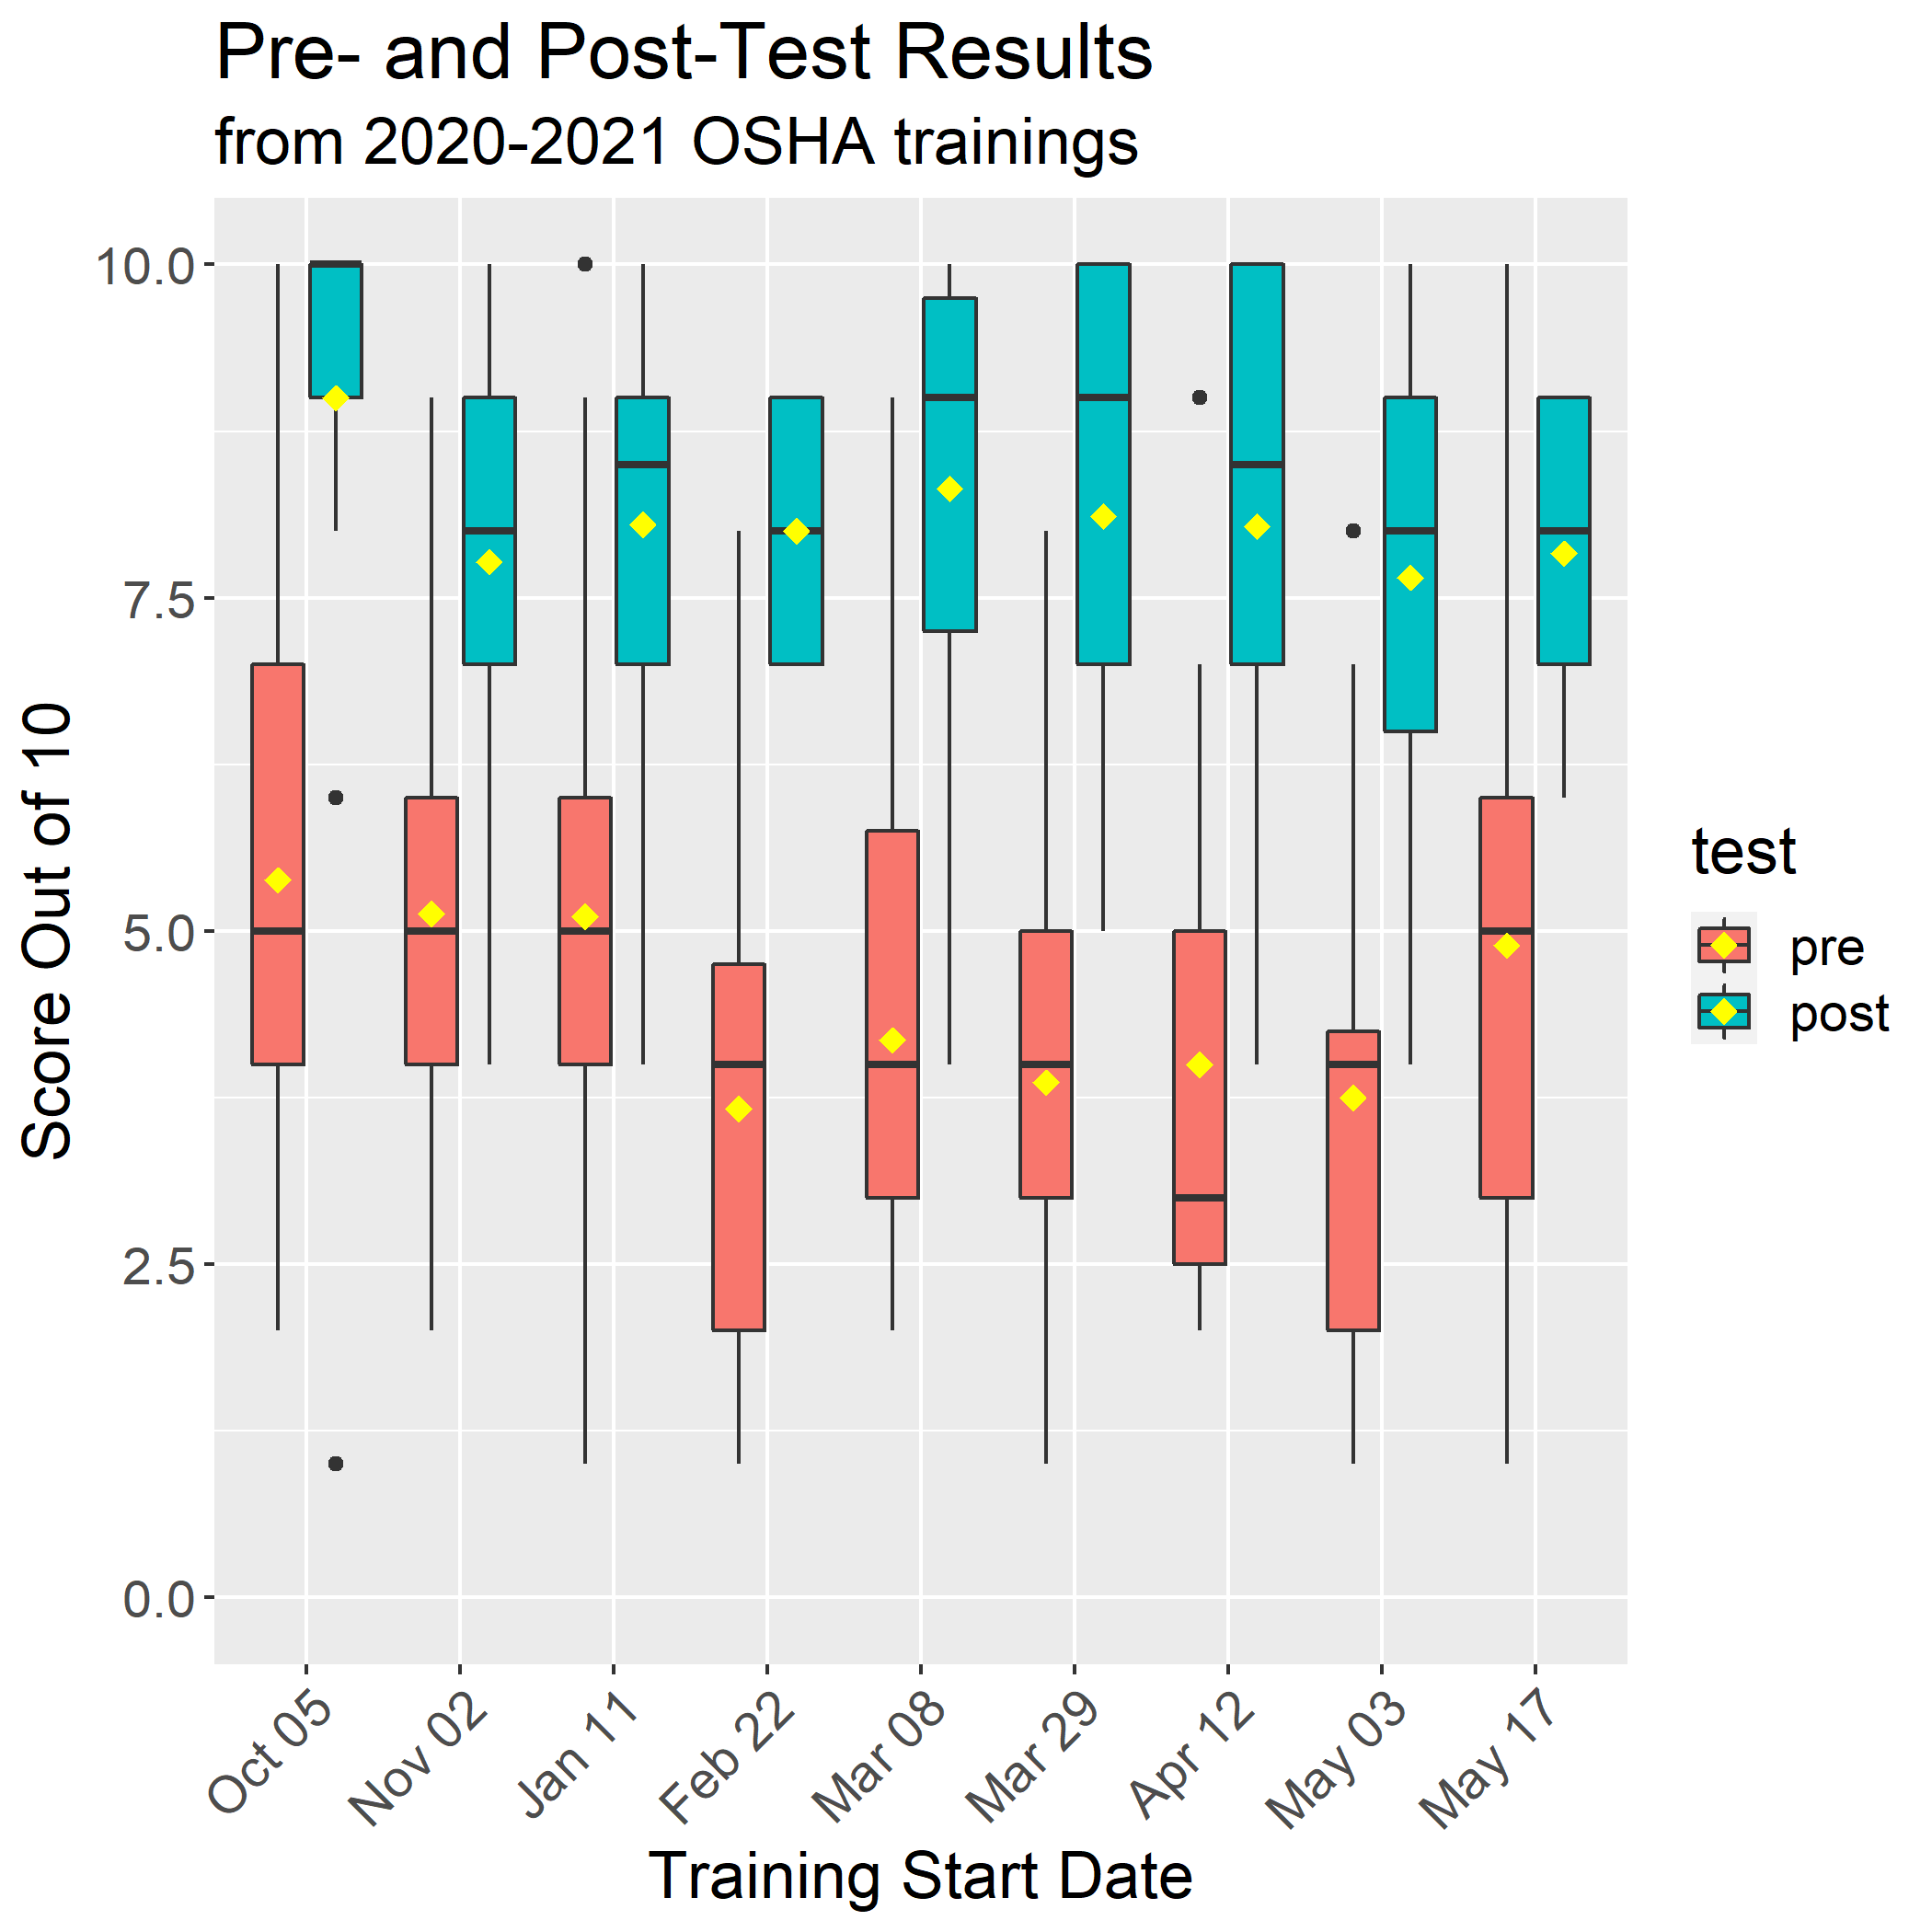 Pre- and Post-Test Results
from 2020-2021 OSHA trainings
10.0
7.5
5.0
2.5
0.0
Score Out of 10
Oct 05
Nov 02
Jan 11
Feb 22
Mar 08
Mar 29
Apr 12
May 03
May 17
Training Start Date
test
pre
post